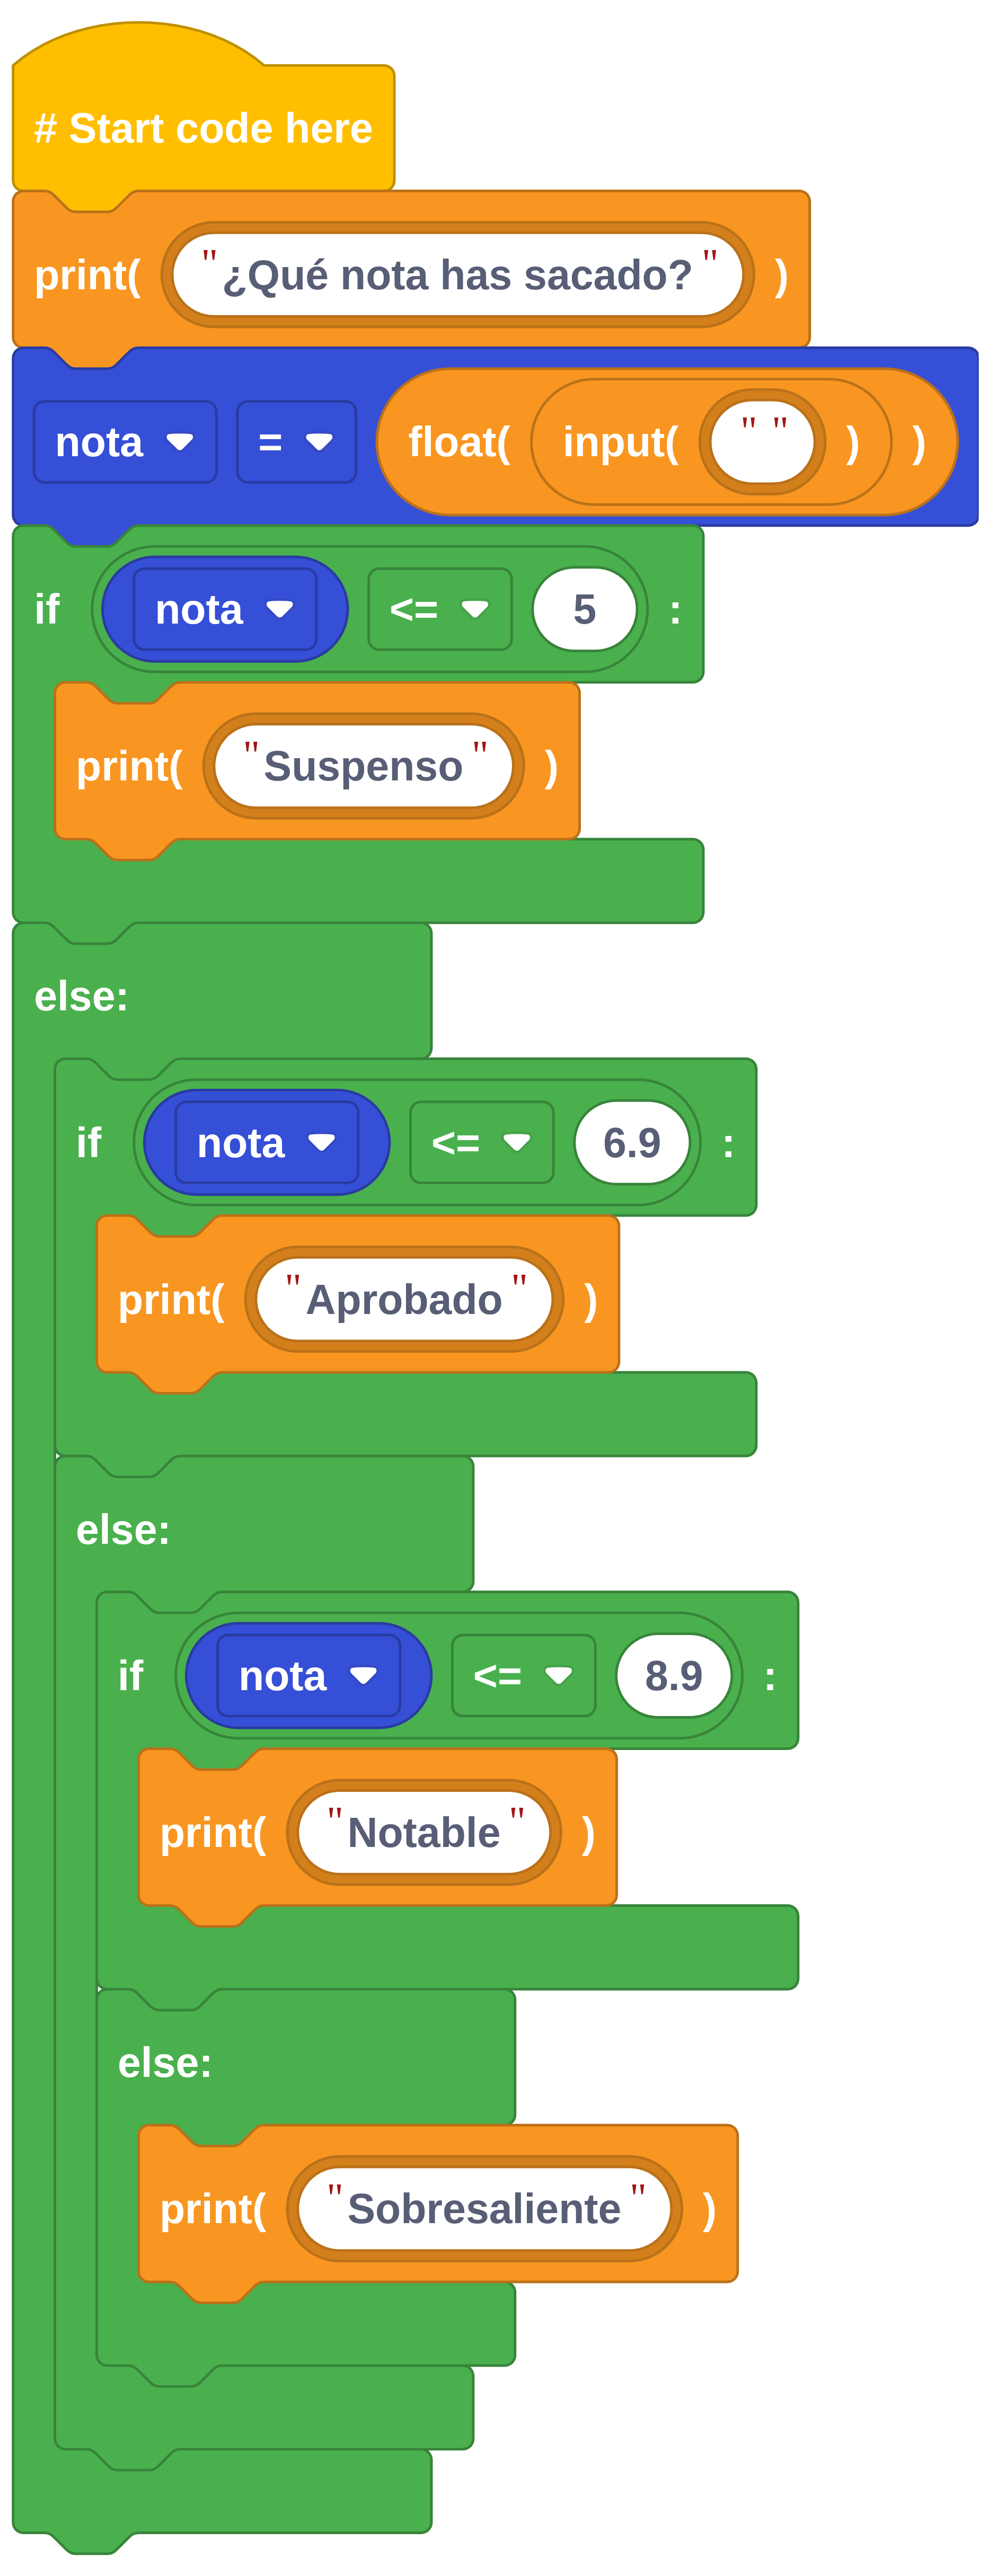 # Start code here
print( "¿Qué nota has sacado?" )
nota = float( input( "" ) )
if nota <= 5 :
print( "Suspenso" )
else:
if nota <= 6.9 :
print( "Aprobado" )
else:
if nota <= 8.9 :
print( "Notable" )
else:
print( "Sobresaliente" )